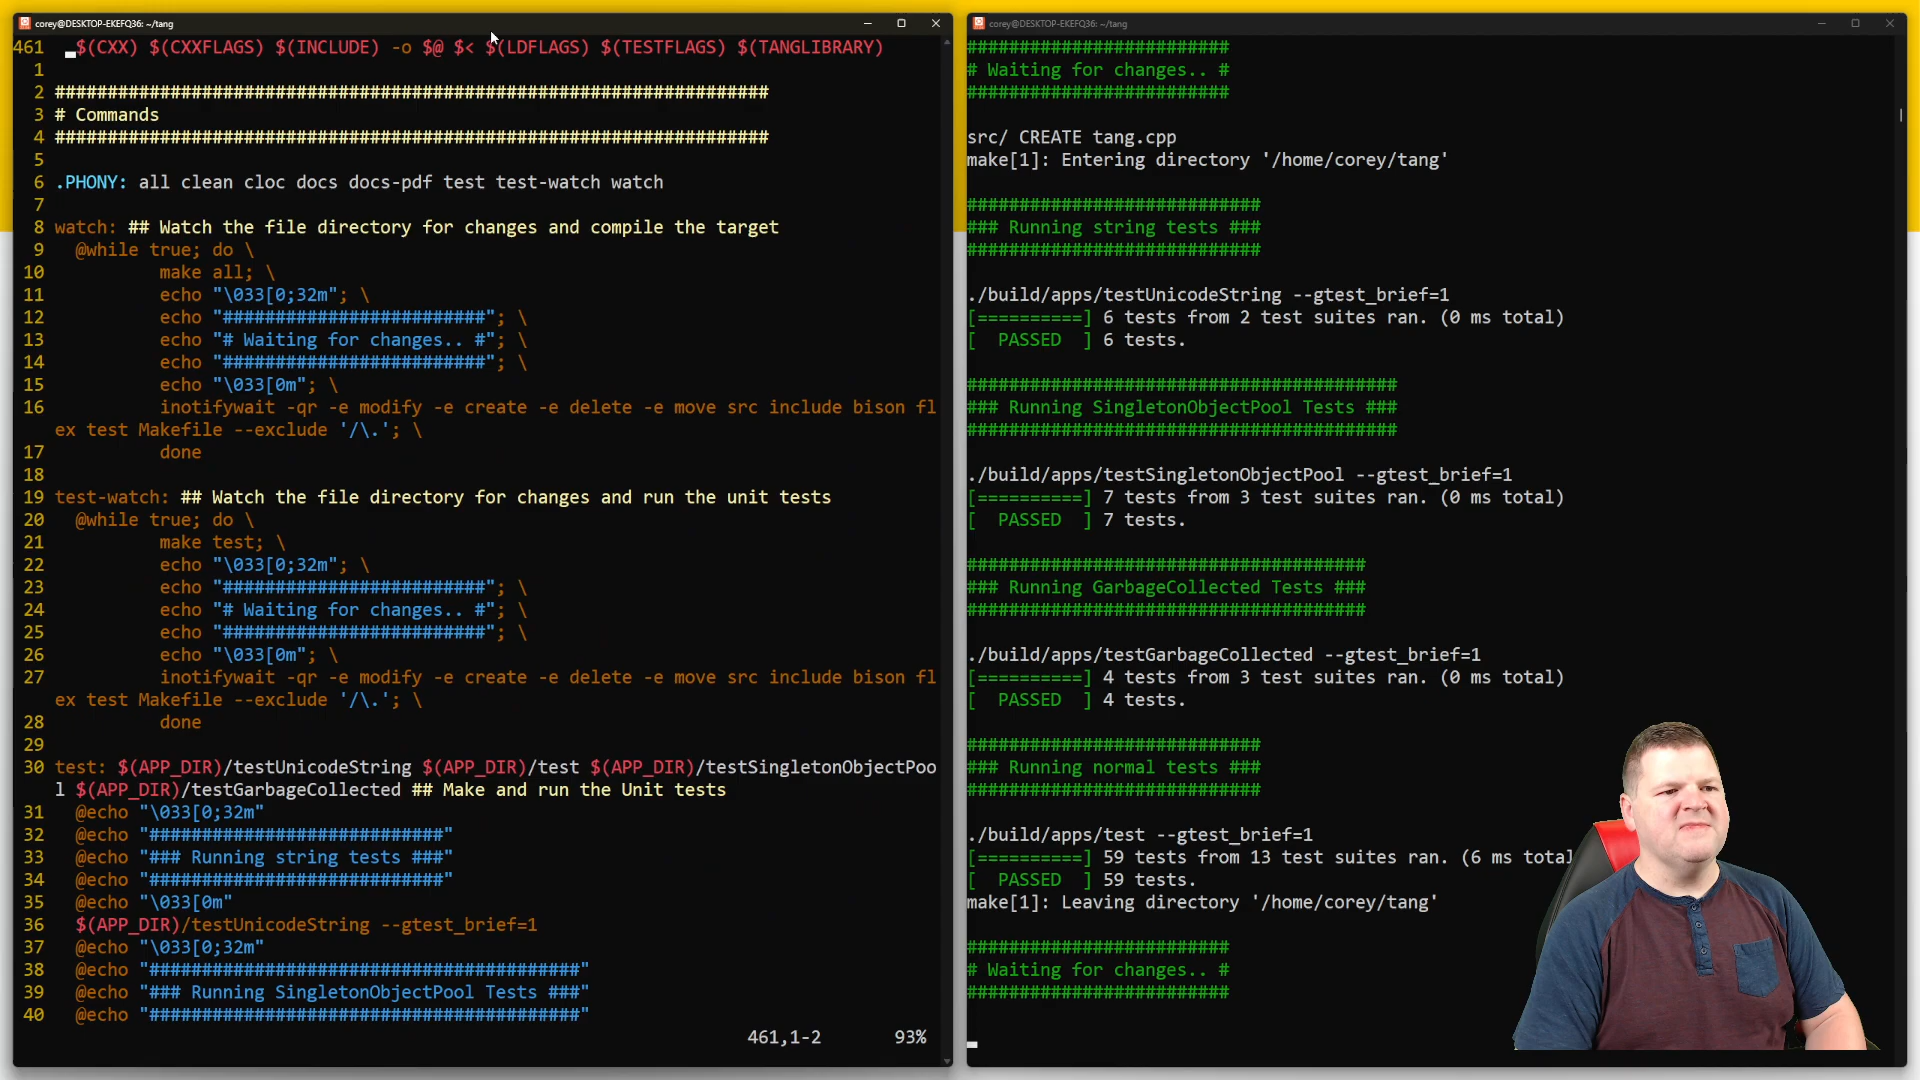 corey@DESKTOP-EKEFQ36: ~/tang
461 $(CXX) $(CXXFLAGS) $(INCLUDE) -o $@ $< $(LDFLAGS) $(TESTFLAGS) $(TANGLIBRARY)
1
2 ####################################################################
3 # Commands
4 ####################################################################
5
6 .PHONY: all clean cloc docs docs-pdf test test-watch watch
7
8 watch: ## Watch the file directory for changes and compile the target
9 @while true; do \
10 make all; \
11 echo "\033[0;32m"; \
12 echo "#########################"; \
13 echo "# Waiting for changes.. #"; \
14 echo "#########################"; \
15 echo "\033[0m"; \
16 inotifywait -qr -e modify -e create -e delete -e move src include bison fl
ex test Makefile --exclude '/\.'; \
17 done
18
19 test-watch: ## Watch the file directory for changes and run the unit tests
20 @while true; do \
21 make test; \
22 echo "\033[0;32m"; \
23 echo "#########################"; \
24 echo "# Waiting for changes.. #"; \
25 echo "#########################"; \
26 echo "\033[0m"; \
27 inotifywait -qr -e modify -e create -e delete -e move src include bison fl
ex test Makefile --exclude '/\.'; \
28 done
29
30 test: $(APP_DIR)/testUnicodeString $(APP_DIR)/test $(APP_DIR)/testSingletonObjectPoo
l $(APP_DIR)/testGarbageCollected ## Make and run the Unit tests
31 @echo "\033[0;32m"
32 @echo "############################"
33 @echo "### Running string tests ###"
34 @echo "############################"
35 @echo "\033[0m"
36 $(APP_DIR)/testUnicodeString --gtest_brief=1
37 @echo "\033[0;32m"
38 @echo "#########################################"
39 @echo "### Running SingletonObjectPool Tests ###"
40 @echo "#########################################"
461,1-2 93%
corey@DESKTOP-EKEFQ36: ~/tang
#########################
# Waiting for changes.. #
#########################
src/ CREATE tang.cpp
make[1]: Entering directory '/home/corey/tang'
############################
### Running string tests ###
############################
./build/apps/testUnicodeString --gtest_brief=1
[==========] 6 tests from 2 test suites ran. (0 ms total)
[  PASSED  ] 6 tests.
#########################################
### Running SingletonObjectPool Tests ###
#########################################
./build/apps/testSingletonObjectPool --gtest_brief=1
[==========] 7 tests from 3 test suites ran. (0 ms total)
[  PASSED  ] 7 tests.
######################################
### Running GarbageCollected Tests ###
######################################
./build/apps/testGarbageCollected --gtest_brief=1
[==========] 4 tests from 3 test suites ran. (0 ms total)
[  PASSED  ] 4 tests.
############################
### Running normal tests ###
############################
./build/apps/test --gtest_brief=1
[==========] 59 tests from 13 test suites ran. (6 ms total
[  PASSED  ] 59 tests.
make[1]: Leaving directory '/home/corey/tang'
#########################
# Waiting for changes.. #
#########################